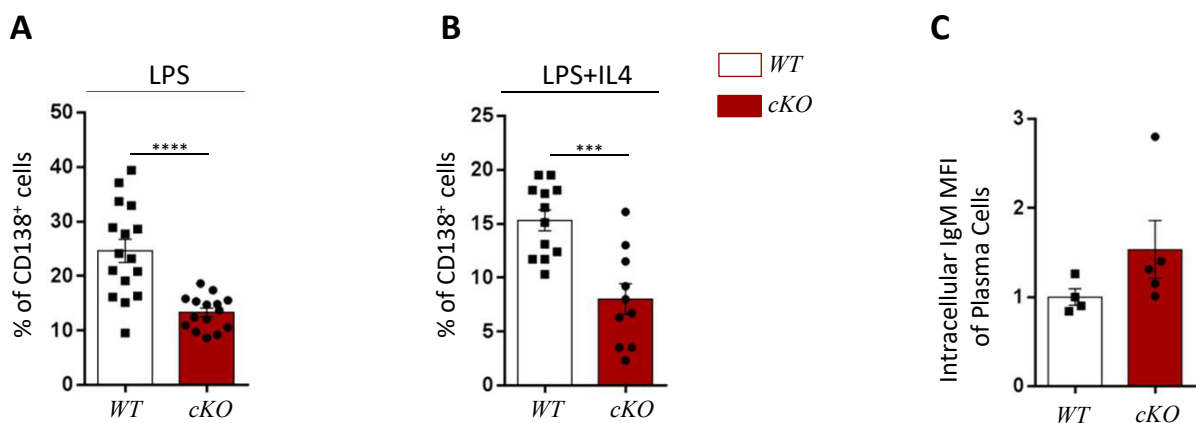 A
LPS
% of CD138⁺ cells
50
40
30
20
10
0
****
WT
cKO
B
LPS+IL4
% of CD138⁺ cells
25
20
15
10
5
0
***
WT
cKO
WT
cKO
C
Intracellular IgM MFI
of Plasma Cells
3
2
1
0
WT
cKO